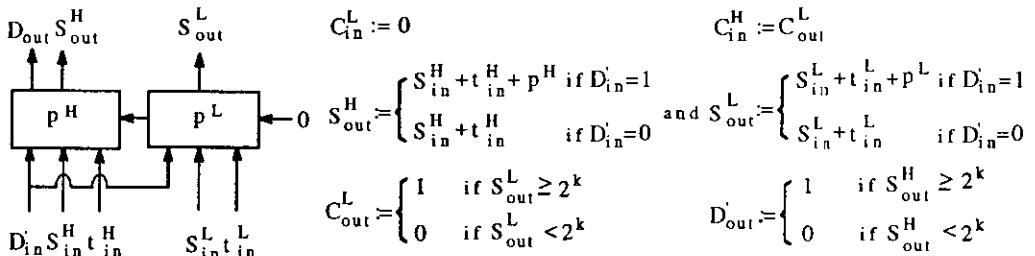 D_out S^H_out S^L_out
p^H p^L 0
D'_in S^H_in t^H_in S^L_in t^L_in
C^L_in := 0
C^H_in := C^L_out
S^H_out := { S^H_in + t^H_in + p^H if D'_in=1
S^H_in + t^H_in if D'_in=0
and S^L_out := { S^L_in + t^L_in + p^L if D'_in=1
S^L_in + t^L_in if D'_in=0
C^L_out := { 1 if S^L_out ≥ 2^k
0 if S^L_out < 2^k
D'_out := { 1 if S^H_out ≥ 2^k
0 if S^H_out < 2^k